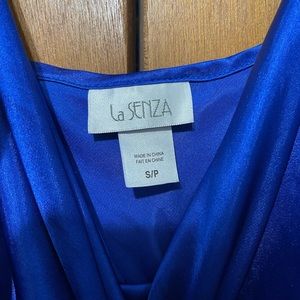 La SENZA
MADE IN CHINA
FAIT EN CHINE
S/P